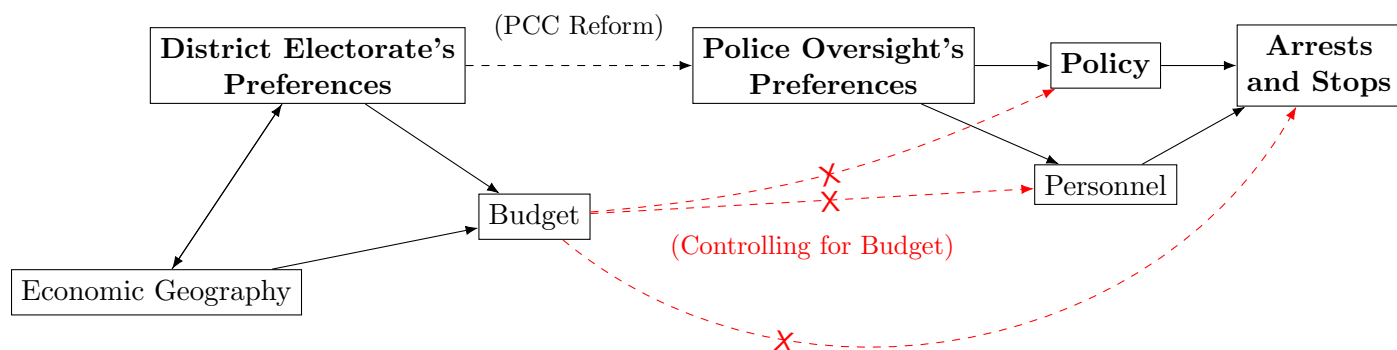 (PCC Reform)
District Electorate's
Preferences
Police Oversight's
Preferences
Policy
Arrests
and Stops
Personnel
Budget
(Controlling for Budget)
Economic Geography